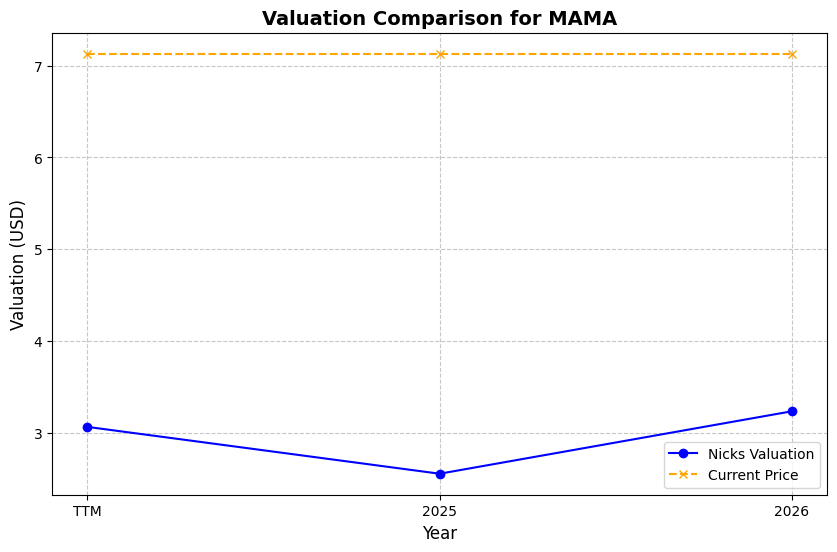 Valuation Comparison for MAMA
Valuation (USD)
7
6
5
4
3
TTM
2025
2026
Year
Nicks Valuation
Current Price